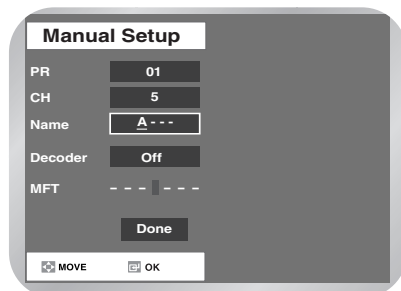 Manual Setup
PR 01
CH 5
Name A - - -
Decoder Off
MFT - - - - - -
Done
MOVE OK